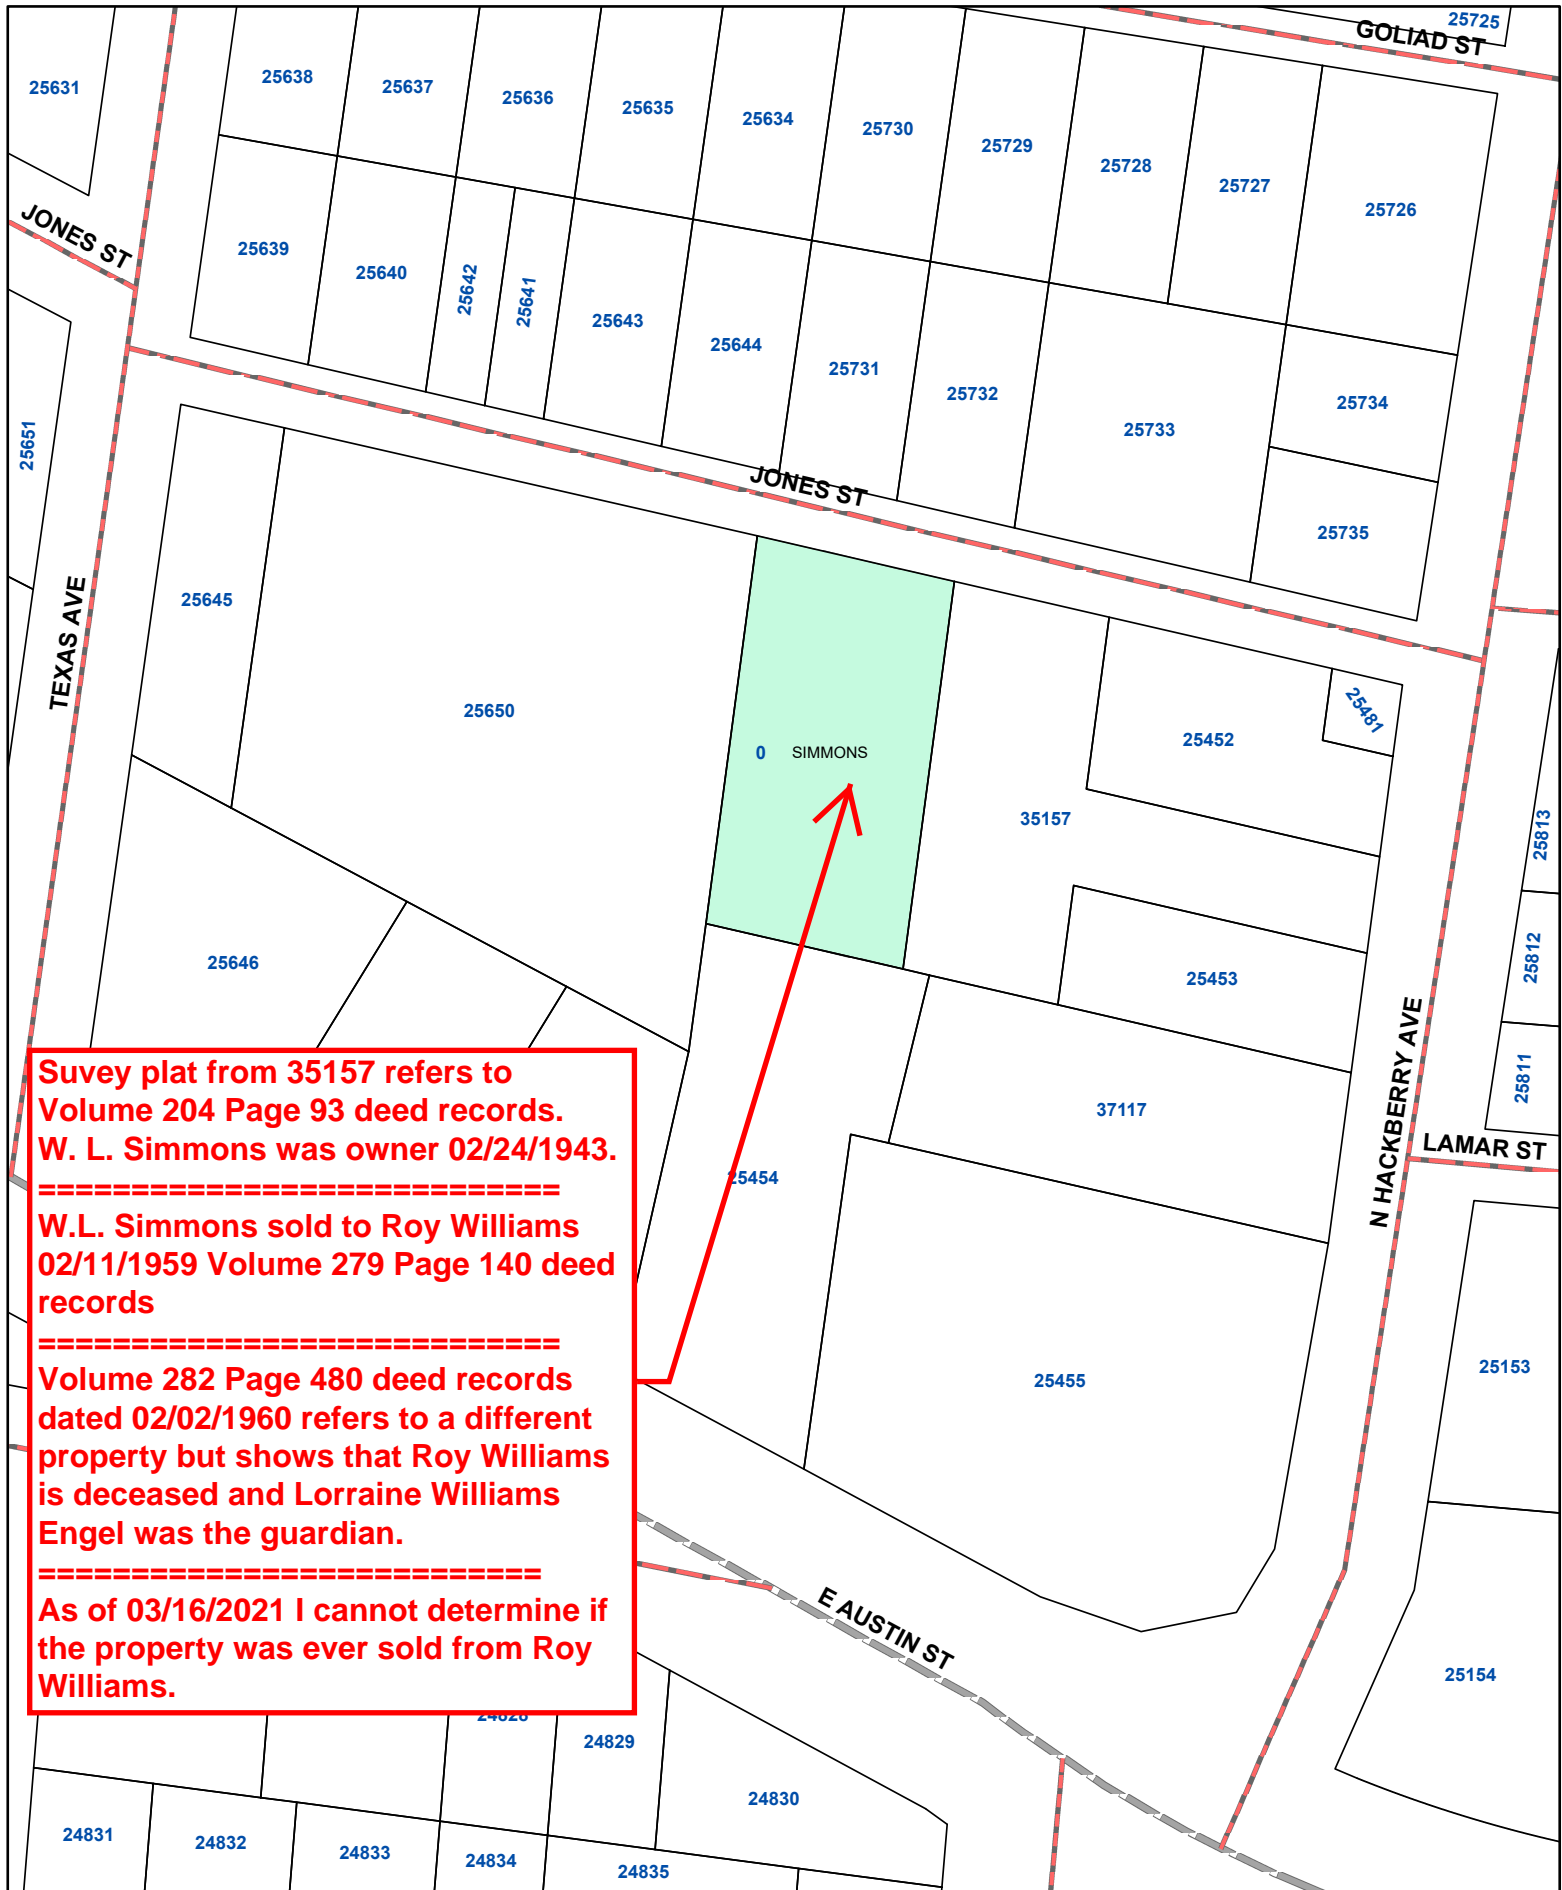 25725
GOLIAD ST
25631
25638
25637
25636
25635
25634
25730
25729
25728
25727
25726
JONES ST
25639
25640
25642
25641
25643
25644
25731
25732
25733
25734
25735
25651
JONES ST
TEXAS AVE
25645
25650
0 SIMMONS
25452
25481
35157
25813
25646
25453
25812
N HACKBERRY AVE
25811
37117
LAMAR ST
25454
Suvey plat from 35157 refers to
Volume 204 Page 93 deed records.
W. L. Simmons was owner 02/24/1943.
============================
W.L. Simmons sold to Roy Williams
02/11/1959 Volume 279 Page 140 deed
records
============================
Volume 282 Page 480 deed records
dated 02/02/1960 refers to a different
property but shows that Roy Williams
is deceased and Lorraine Williams
Engel was the guardian.
===========================
As of 03/16/2021 I cannot determine if
the property was ever sold from Roy
Williams.
25455
25153
E AUSTIN ST
25154
24828
24829
24830
24831
24832
24833
24834
24835